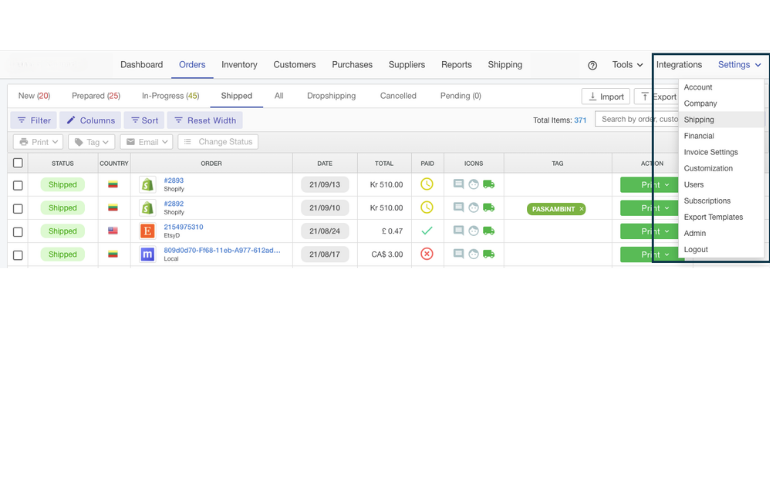 Dashboard Orders Inventory Customers Purchases Suppliers Reports Shipping Tools Integrations Settings
New (20) Prepared (25) In-Progress (45) Shipped All Dropshipping Cancelled Pending (0) Import Export
Filter Columns Sort Reset Width Total Items: 371 Search by order, custo
Print Tag Email Change Status
STATUS COUNTRY ORDER DATE TOTAL PAID ICONS TAG ACTION
Shipped #2893 Shopify 21/09/13 Kr 510.00 Print
Shipped #2892 Shopify 21/09/10 Kr 510.00 PASKAMBINT × Print
Shipped E 2154975310 EtsyD 21/08/24 £ 0.47 Print
Shipped m 809d0d70-Ff68-11eb-A977-612ad... Local 21/08/17 CA$ 3.00 Print
Account
Company
Shipping
Financial
Invoice Settings
Customization
Users
Subscriptions
Export Templates
Admin
Logout